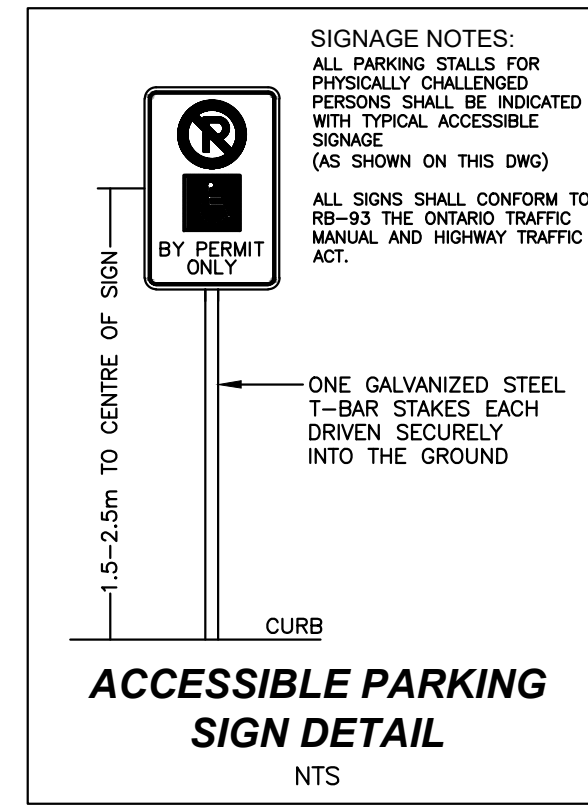 SIGNAGE NOTES:
ALL PARKING STALLS FOR
PHYSICALLY CHALLENGED
PERSONS SHALL BE INDICATED
WITH TYPICAL ACCESSIBLE
SIGNAGE
(AS SHOWN ON THIS DWG)
ALL SIGNS SHALL CONFORM TO
RB-93 THE ONTARIO TRAFFIC
MANUAL AND HIGHWAY TRAFFIC
ACT.
P
BY PERMIT
ONLY
1.5-2.5m TO CENTRE OF SIGN
ONE GALVANIZED STEEL
T-BAR STAKES EACH
DRIVEN SECURELY
INTO THE GROUND
CURB
ACCESSIBLE PARKING
SIGN DETAIL
NTS